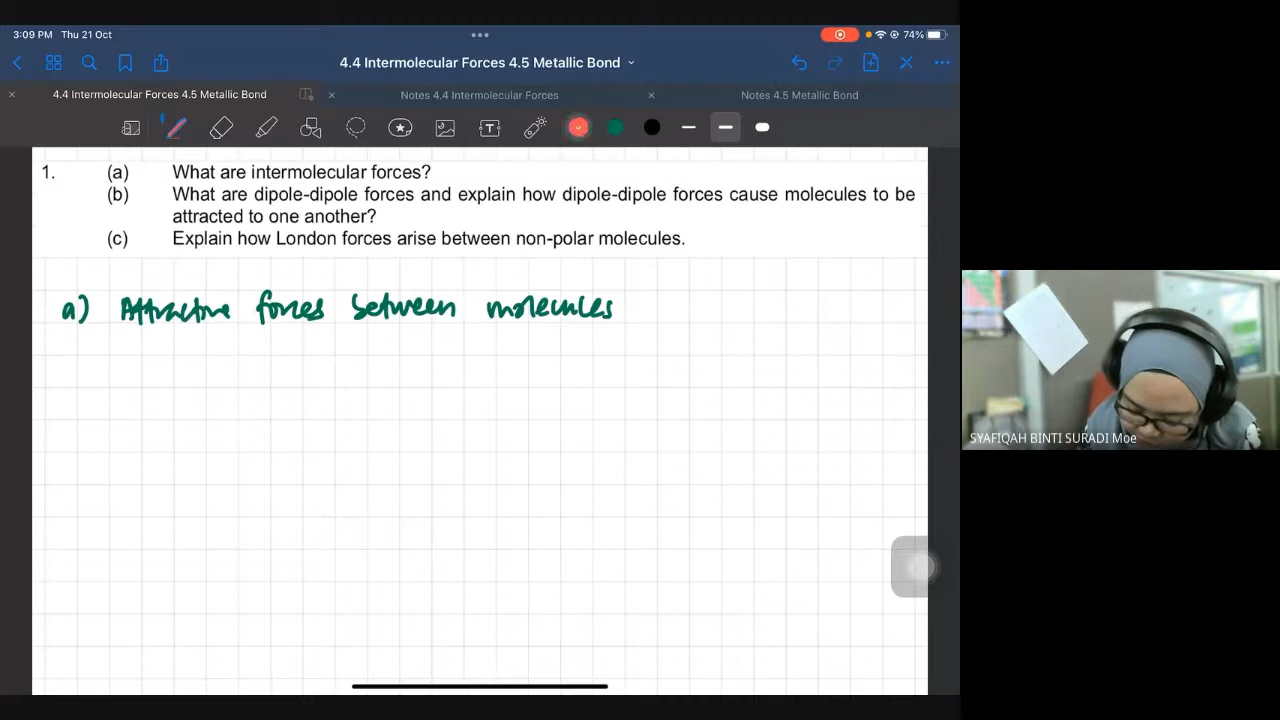 3:09 PM Thu 21 Oct
74%
4.4 Intermolecular Forces 4.5 Metallic Bond
4.4 Intermolecular Forces 4.5 Metallic Bond
Notes 4.4 Intermolecular Forces
Notes 4.5 Metallic Bond
1. (a) What are intermolecular forces?
(b) What are dipole-dipole forces and explain how dipole-dipole forces cause molecules to be
attracted to one another?
(c) Explain how London forces arise between non-polar molecules.
a) Attractive forces between molecules
SYAFIQAH BINTI SURADI Moe